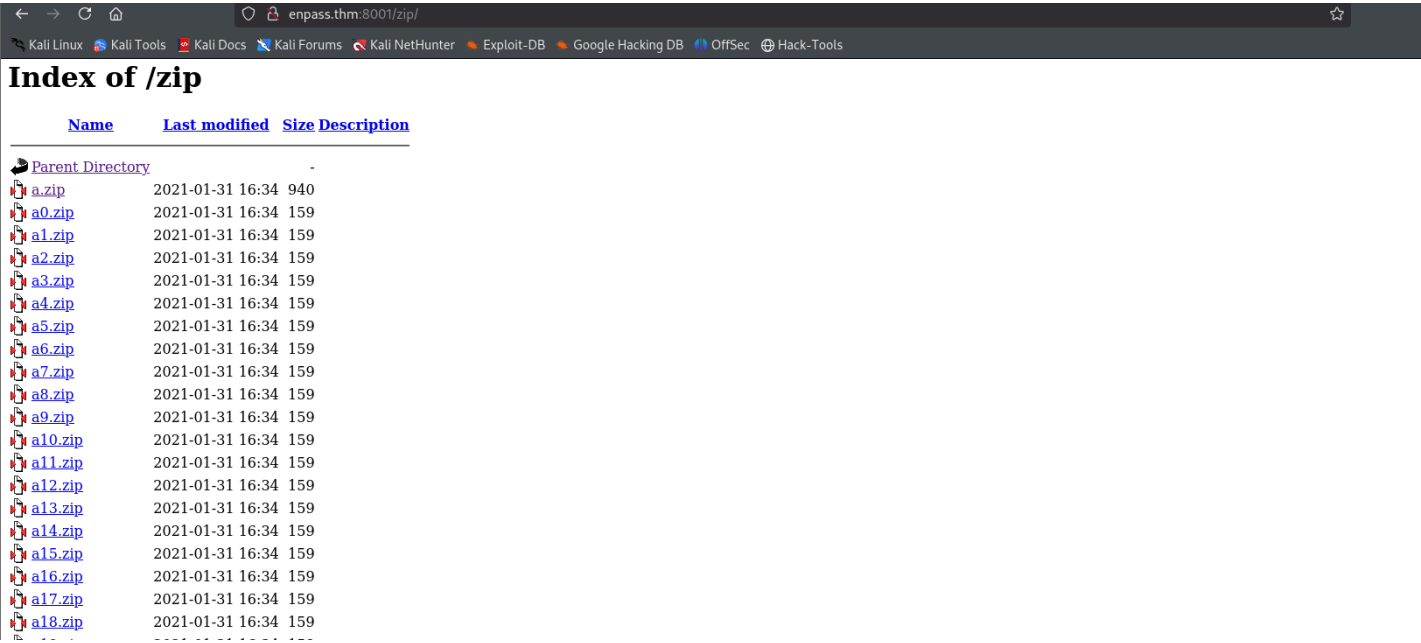 enpass.thm:8001/zip/
Kali Linux Kali Tools Kali Docs Kali Forums Kali NetHunter Exploit-DB Google Hacking DB OffSec Hack-Tools
Index of /zip
Name Last modified Size Description
Parent Directory -
a.zip 2021-01-31 16:34 940
a0.zip 2021-01-31 16:34 159
a1.zip 2021-01-31 16:34 159
a2.zip 2021-01-31 16:34 159
a3.zip 2021-01-31 16:34 159
a4.zip 2021-01-31 16:34 159
a5.zip 2021-01-31 16:34 159
a6.zip 2021-01-31 16:34 159
a7.zip 2021-01-31 16:34 159
a8.zip 2021-01-31 16:34 159
a9.zip 2021-01-31 16:34 159
a10.zip 2021-01-31 16:34 159
a11.zip 2021-01-31 16:34 159
a12.zip 2021-01-31 16:34 159
a13.zip 2021-01-31 16:34 159
a14.zip 2021-01-31 16:34 159
a15.zip 2021-01-31 16:34 159
a16.zip 2021-01-31 16:34 159
a17.zip 2021-01-31 16:34 159
a18.zip 2021-01-31 16:34 159